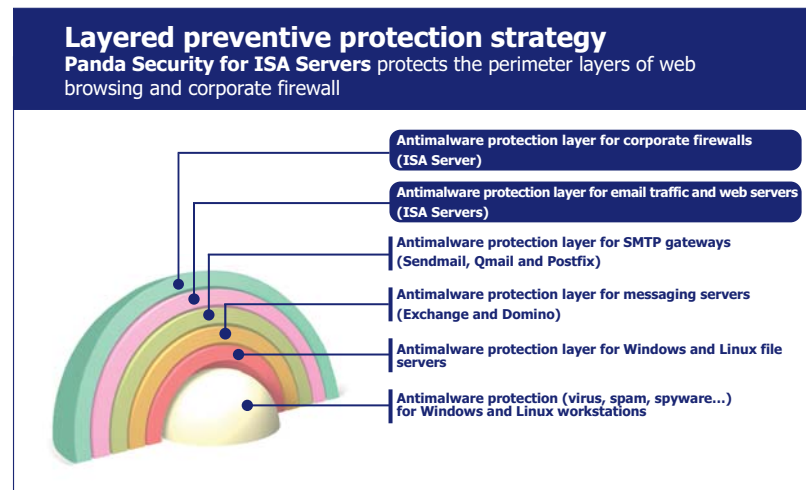 Layered preventive protection strategy
Panda Security for ISA Servers protects the perimeter layers of web
browsing and corporate firewall
Antimalware protection layer for corporate firewalls
(ISA Server)
Antimalware protection layer for email traffic and web servers
(ISA Servers)
Antimalware protection layer for SMTP gateways
(Sendmail, Qmail and Postfix)
Antimalware protection layer for messaging servers
(Exchange and Domino)
Antimalware protection layer for Windows and Linux file
servers
Antimalware protection (virus, spam, spyware...)
for Windows and Linux workstations